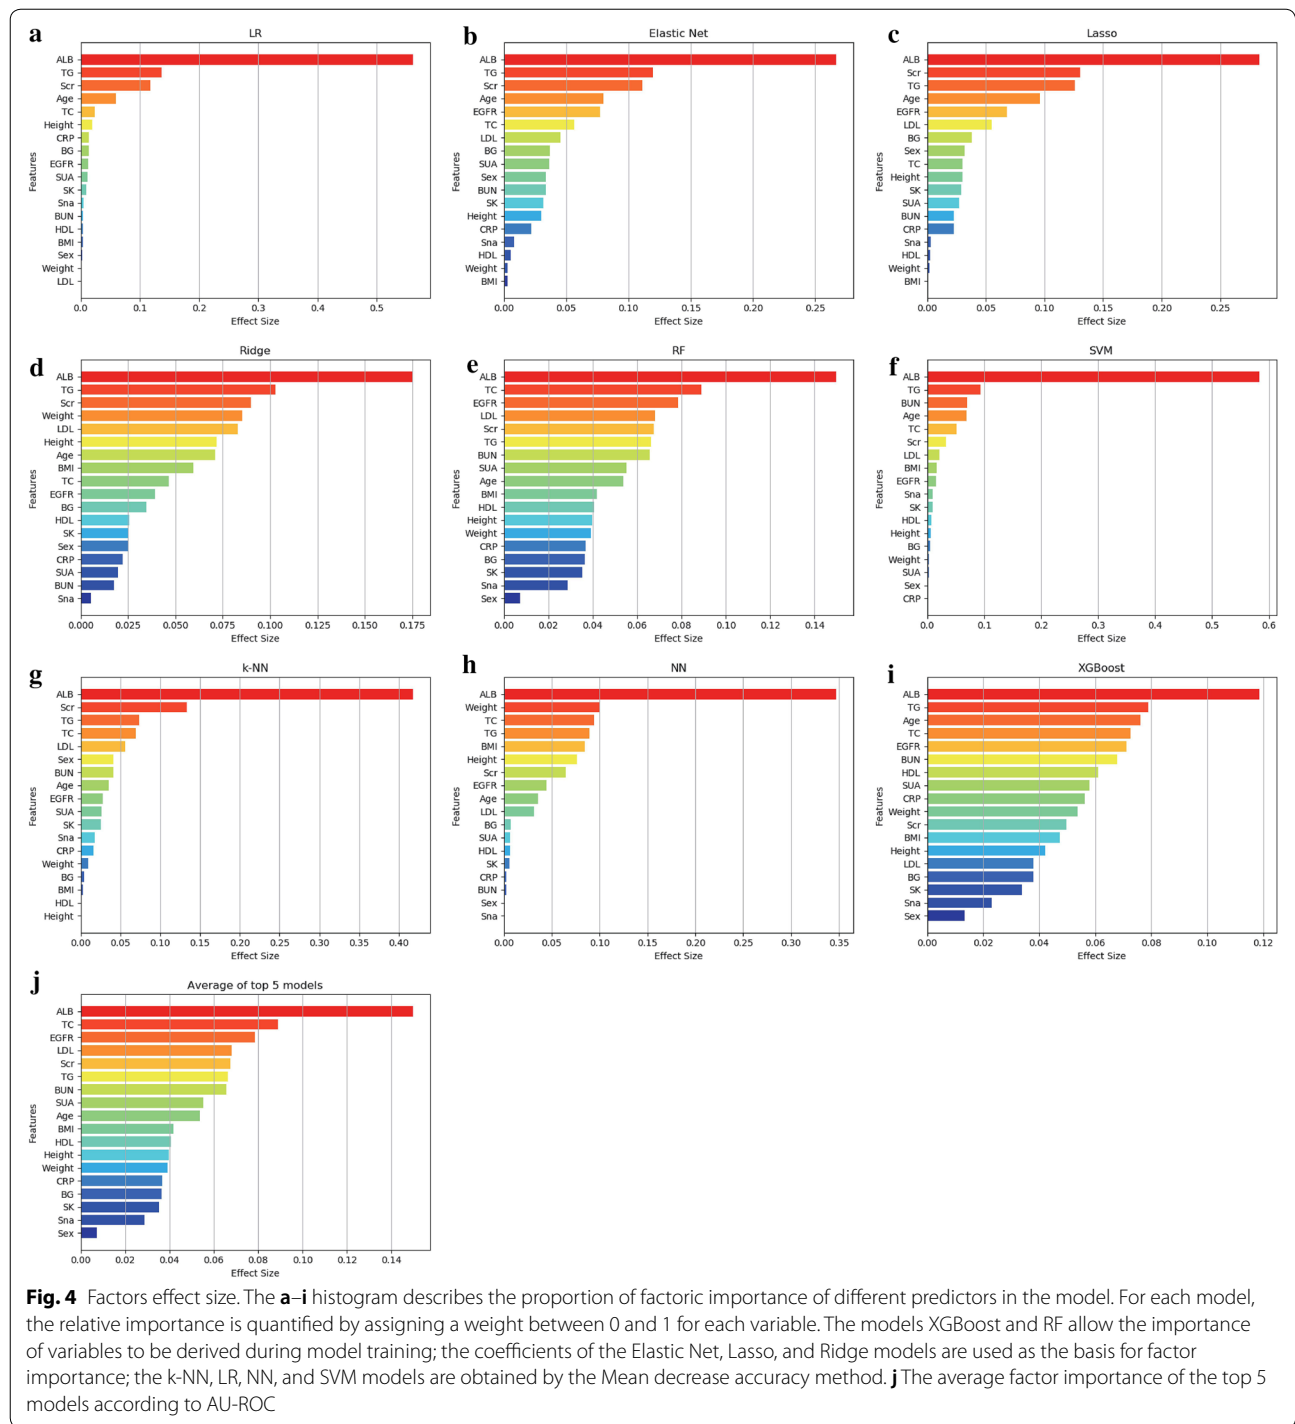 a
LR
ALB
TG
Scr
Age
TC
Height
CRP
BG
EGFR
SUA
SK
Sna
BUN
HDL
BMI
Sex
Weight
LDL
Features
0.0 0.1 0.2 0.3 0.4 0.5
Effect Size
b
Elastic Net
ALB
TG
Scr
Age
EGFR
TC
LDL
BG
SUA
Sex
BUN
SK
Height
CRP
Sna
HDL
Weight
BMI
Features
0.00 0.05 0.10 0.15 0.20 0.25
Effect Size
c
Lasso
ALB
Scr
TG
Age
EGFR
LDL
BG
Sex
TC
Height
SK
SUA
BUN
CRP
Sna
HDL
Weight
BMI
Features
0.00 0.05 0.10 0.15 0.20 0.25
Effect Size
d
Ridge
ALB
TG
Scr
Weight
LDL
Height
Age
BMI
TC
EGFR
BG
HDL
SK
Sex
CRP
SUA
BUN
Sna
Features
0.000 0.025 0.050 0.075 0.100 0.125 0.150 0.175
Effect Size
e
RF
ALB
TC
EGFR
LDL
Scr
TG
BUN
SUA
Age
BMI
HDL
Height
Weight
CRP
BG
SK
Sna
Sex
Features
0.00 0.02 0.04 0.06 0.08 0.10 0.12 0.14
Effect Size
f
SVM
ALB
TG
BUN
Age
TC
Scr
LDL
BMI
EGFR
Sna
SK
HDL
Height
BG
Weight
SUA
Sex
CRP
Features
0.0 0.1 0.2 0.3 0.4 0.5 0.6
Effect Size
g
k-NN
ALB
Scr
TG
TC
LDL
Sex
BUN
Age
EGFR
SUA
SK
Sna
CRP
Weight
BG
BMI
HDL
Height
Features
0.00 0.05 0.10 0.15 0.20 0.25 0.30 0.35 0.40
Effect Size
h
NN
ALB
Weight
TC
TG
BMI
Height
Scr
EGFR
Age
LDL
BG
SUA
HDL
SK
CRP
BUN
Sex
Sna
Features
0.00 0.05 0.10 0.15 0.20 0.25 0.30 0.35
Effect Size
i
XGBoost
ALB
TG
Age
TC
EGFR
BUN
HDL
SUA
CRP
Weight
Scr
BMI
Height
LDL
BG
SK
Sna
Sex
Features
0.00 0.02 0.04 0.06 0.08 0.10 0.12
Effect Size
j
Average of top 5 models
ALB
TC
EGFR
LDL
Scr
TG
BUN
SUA
Age
BMI
HDL
Height
Weight
CRP
BG
SK
Sna
Sex
Features
0.00 0.02 0.04 0.06 0.08 0.10 0.12 0.14
Effect Size
Fig. 4 Factors effect size. The a–i histogram describes the proportion of factoric importance of different predictors in the model. For each model,
the relative importance is quantified by assigning a weight between 0 and 1 for each variable. The models XGBoost and RF allow the importance
of variables to be derived during model training; the coefficients of the Elastic Net, Lasso, and Ridge models are used as the basis for factor
importance; the k-NN, LR, NN, and SVM models are obtained by the Mean decrease accuracy method. j The average factor importance of the top 5
models according to AU-ROC